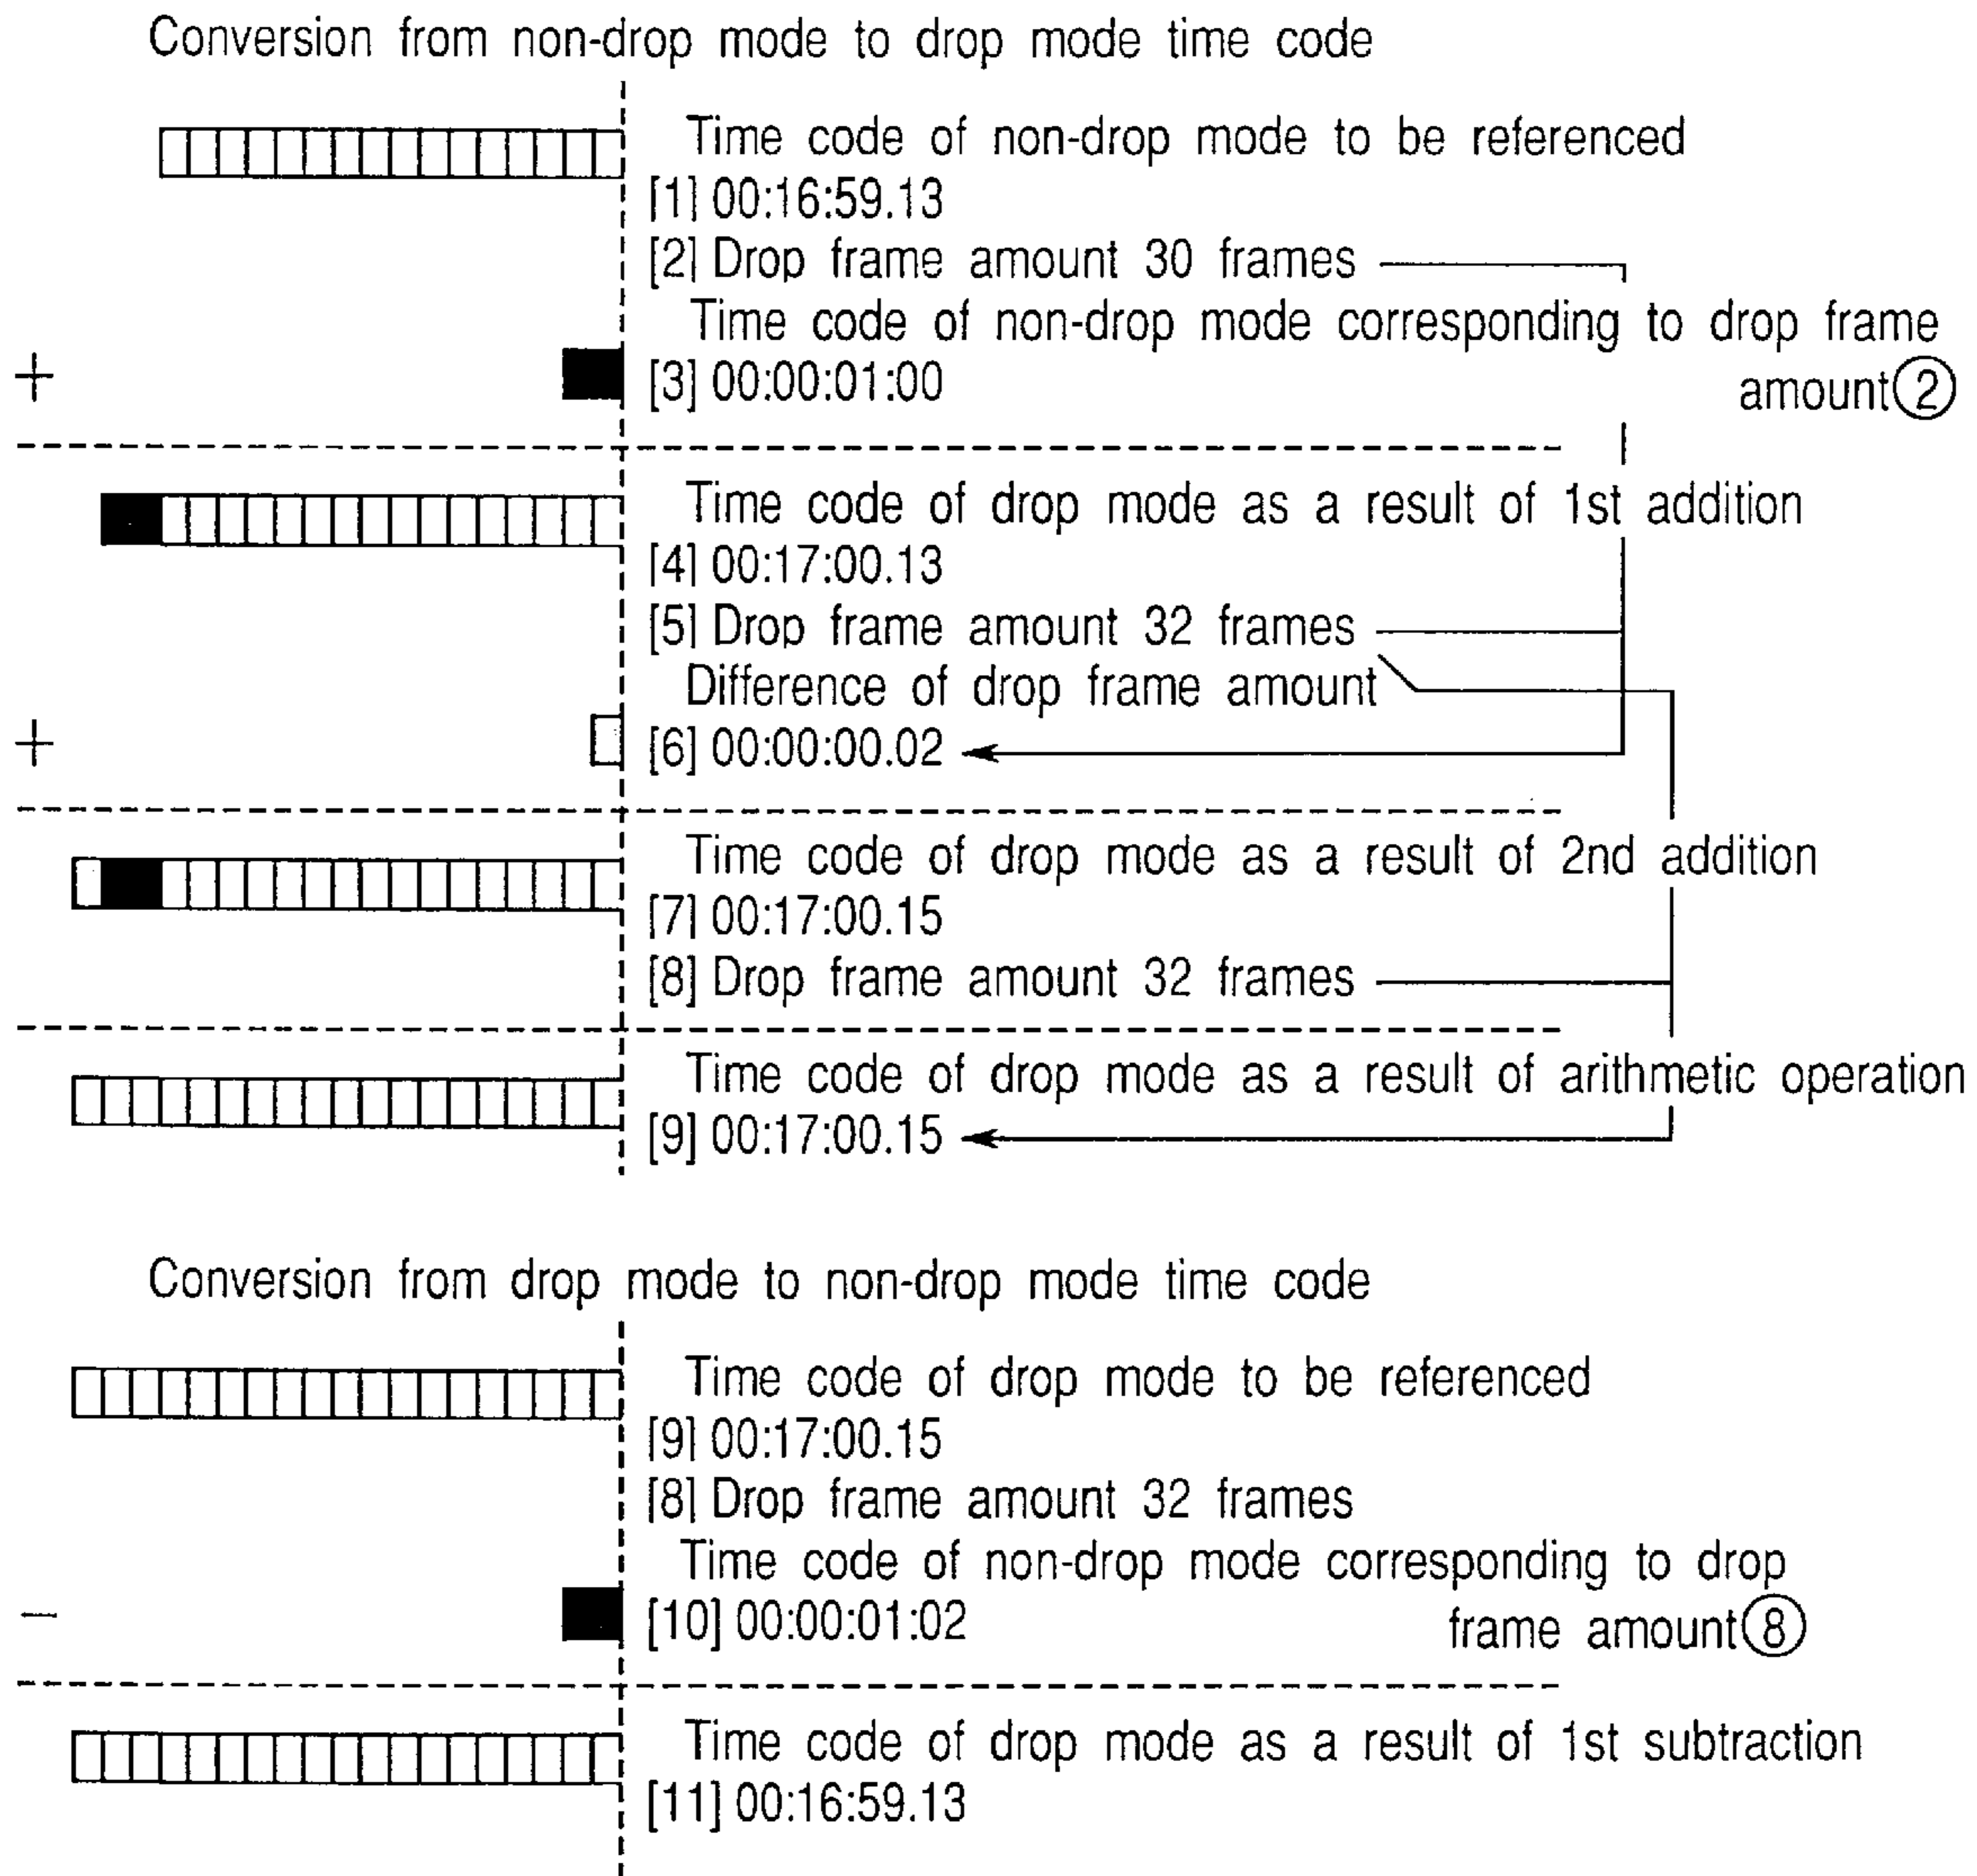 Conversion from non-drop mode to drop mode time code
Time code of non-drop mode to be referenced
[1] 00:16:59.13
[2] Drop frame amount 30 frames
Time code of non-drop mode corresponding to drop frame
+
[3] 00:00:01:00
amount②
Time code of drop mode as a result of 1st addition
[4] 00:17:00.13
[5] Drop frame amount 32 frames
Difference of drop frame amount
+
[6] 00:00:00.02
Time code of drop mode as a result of 2nd addition
[7] 00:17:00.15
[8] Drop frame amount 32 frames
Time code of drop mode as a result of arithmetic operation
[9] 00:17:00.15
Conversion from drop mode to non-drop mode time code
Time code of drop mode to be referenced
[9] 00:17:00.15
[8] Drop frame amount 32 frames
Time code of non-drop mode corresponding to drop
−
[10] 00:00:01:02
frame amount⑧
Time code of drop mode as a result of 1st subtraction
[11] 00:16:59.13